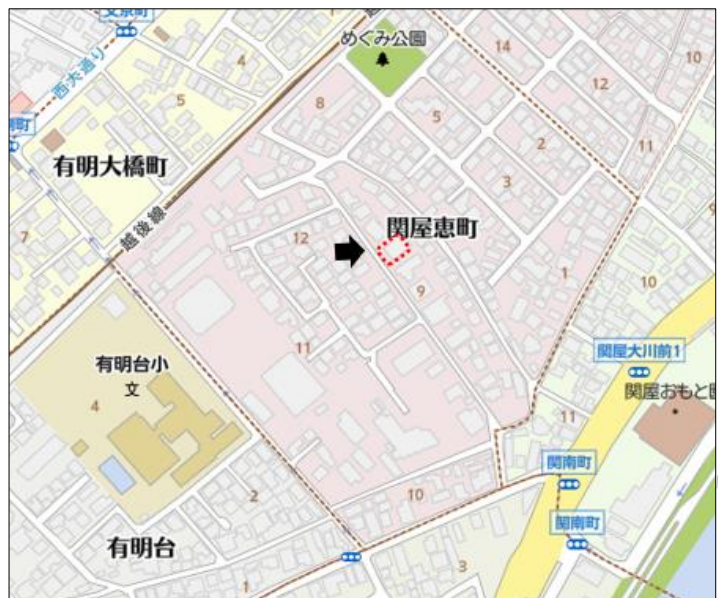 文京町
めぐみ公園
14
10
西大通り
4
12
8
5
5
11
2
有明大橋町
3
関屋恵町
越後線
7
12
9
1
10
11
関屋大川前1
有明台小
文
4
関屋おもと
11
関南町
2
10
有明台
関南町
3
1